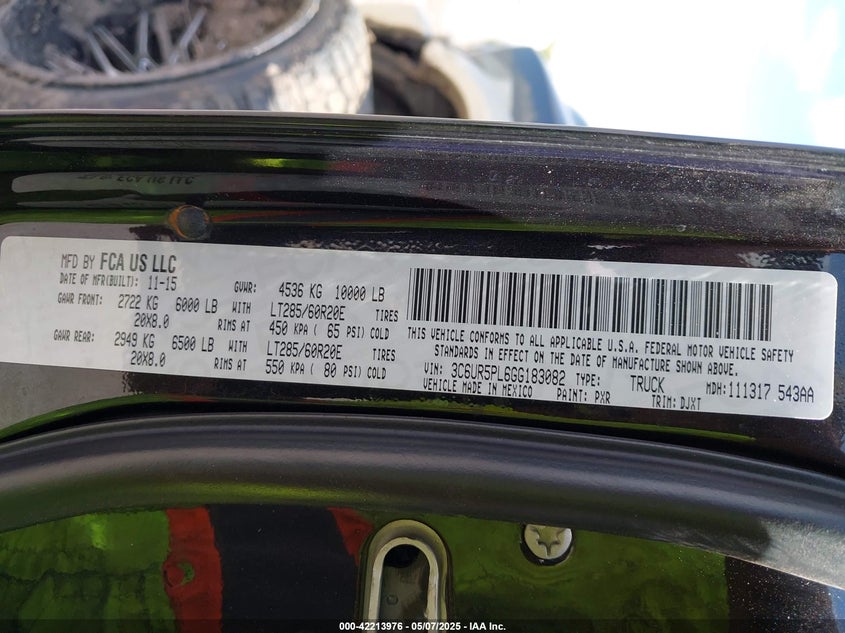 MFD BY FCA US LLC
DATE OF MFR(BUILT): 11-15 GVWR: 4536 KG 10000 LB
GAWR FRONT: 2722 KG 6000 LB WITH LT285/60R20E TIRES
20X8.0 RIMS AT 450 KPA ( 65 PSI) COLD
GAWR REAR: 2949 KG 6500 LB WITH LT285/60R20E TIRES
20X8.0 RIMS AT 550 KPA ( 80 PSI) COLD
THIS VEHICLE CONFORMS TO ALL APPLICABLE U.S.A. FEDERAL MOTOR VEHICLE SAFETY
STANDARDS IN EFFECT ON THE DATE OF MANUFACTURE SHOWN ABOVE.
VIN: 3C6UR5PL6GG183082 TYPE: TRUCK MDH:111317 543AA
VEHICLE MADE IN MEXICO PAINT: PXR TRIM: DJXT
000-42213976 - 05/07/2025 - IAA Inc.